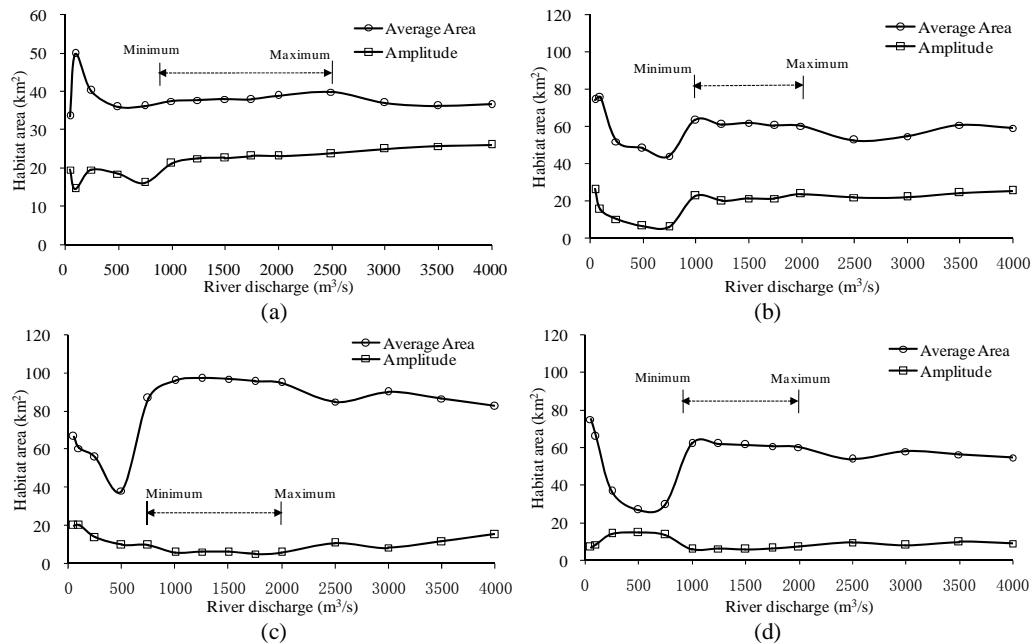 60
50
40
30
20
10
0
Habitat area (km²)
Average Area
Amplitude
Minimum
Maximum
0 500 1000 1500 2000 2500 3000 3500 4000
River discharge (m³/s)
(a)
120
100
80
60
40
20
0
Habitat area (km²)
Average Area
Amplitude
Minimum
Maximum
0 500 1000 1500 2000 2500 3000 3500 4000
River discharge (m³/s)
(b)
120
100
80
60
40
20
0
Habitat area (km²)
Average Area
Amplitude
Minimum
Maximum
0 500 1000 1500 2000 2500 3000 3500 4000
River discharge (m³/s)
(c)
120
100
80
60
40
20
0
Habitat area (km²)
Average Area
Amplitude
Minimum
Maximum
0 500 1000 1500 2000 2500 3000 3500 4000
River discharge (m³/s)
(d)